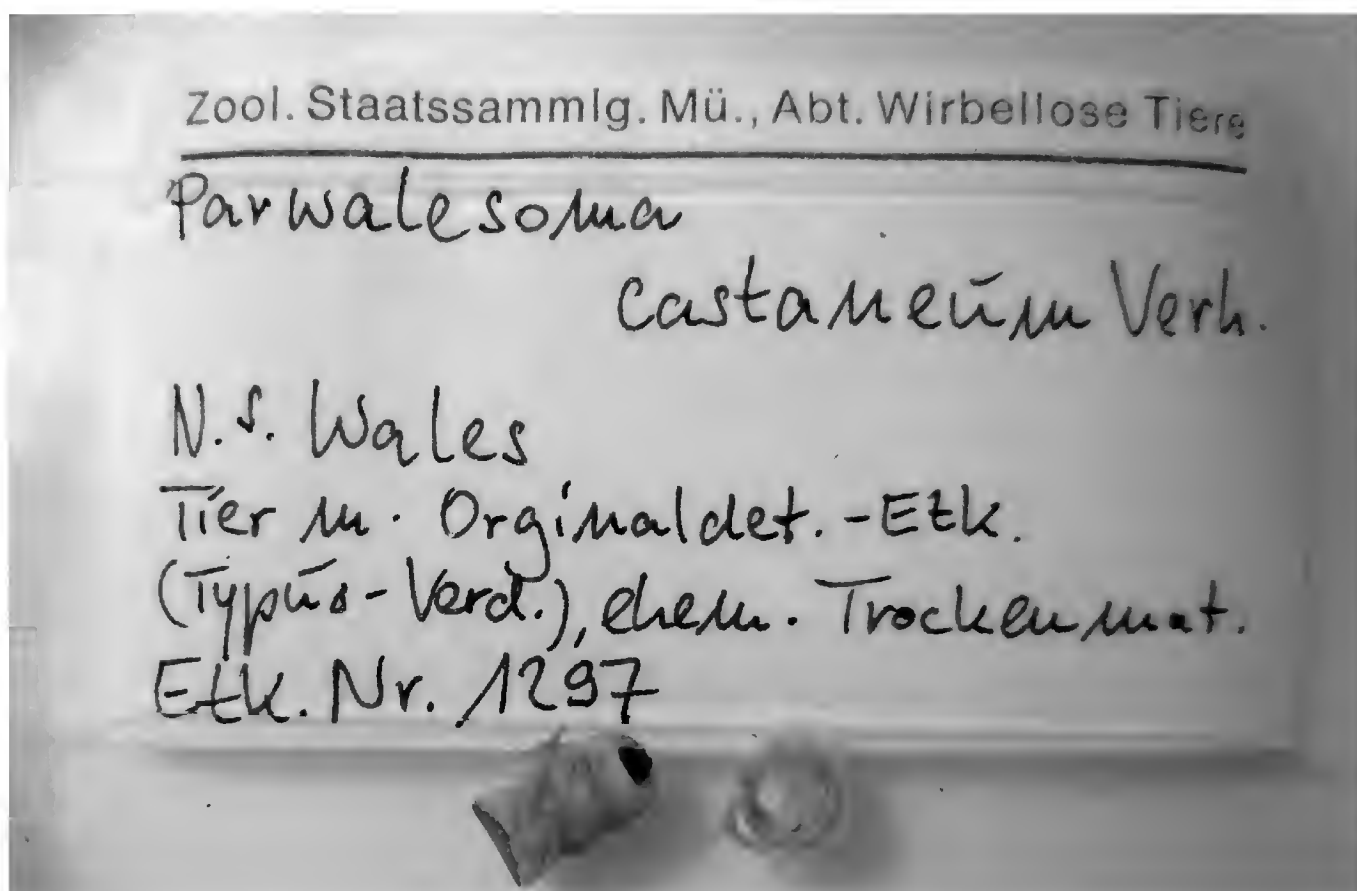 Zool. Staatssammlg. Mü., Abt. Wirbellose Tiere
Parwalesoma
castaneum Verh.
N.S. Wales
Tier m. Orginaldet.-Etk.
(Typus-Verd.), ehem. Trockenmat.
Etk. Nr. 1297